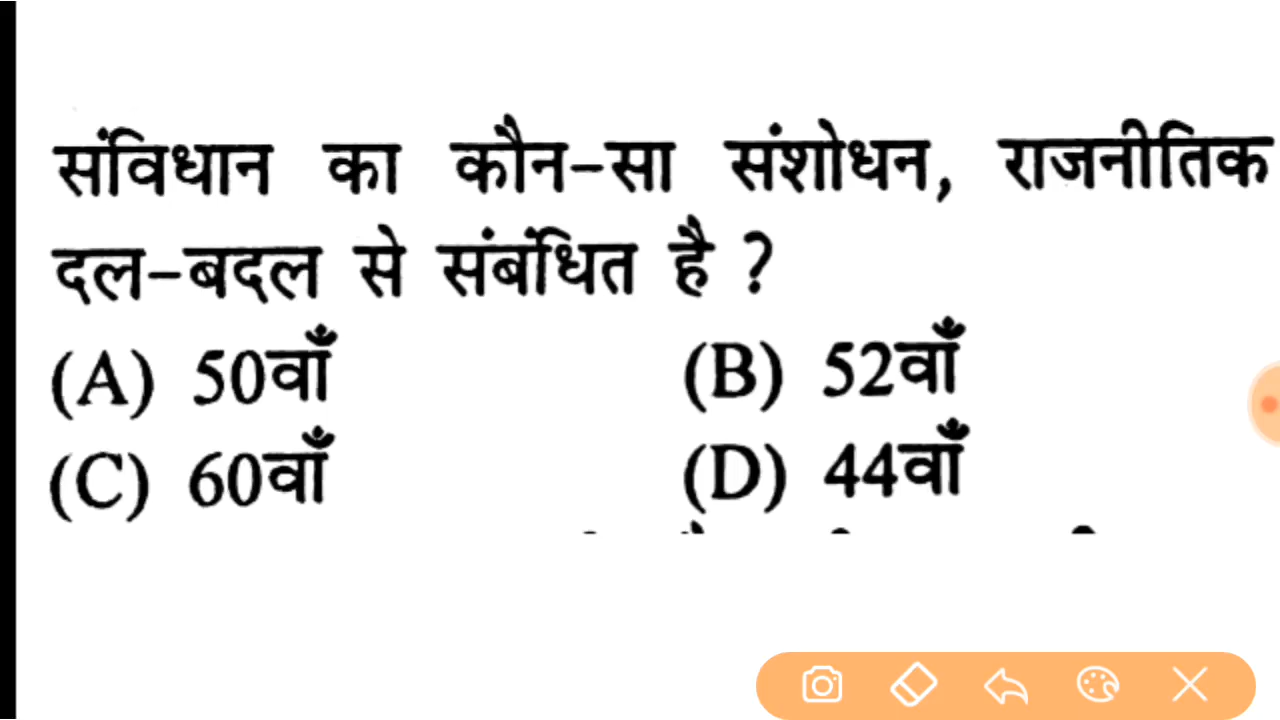 संविधान का कौन-सा संशोधन, राजनीतिक
दल-बदल से संबंधित है ?
(A) 50वाँ (B) 52वाँ
(C) 60वाँ (D) 44वाँ